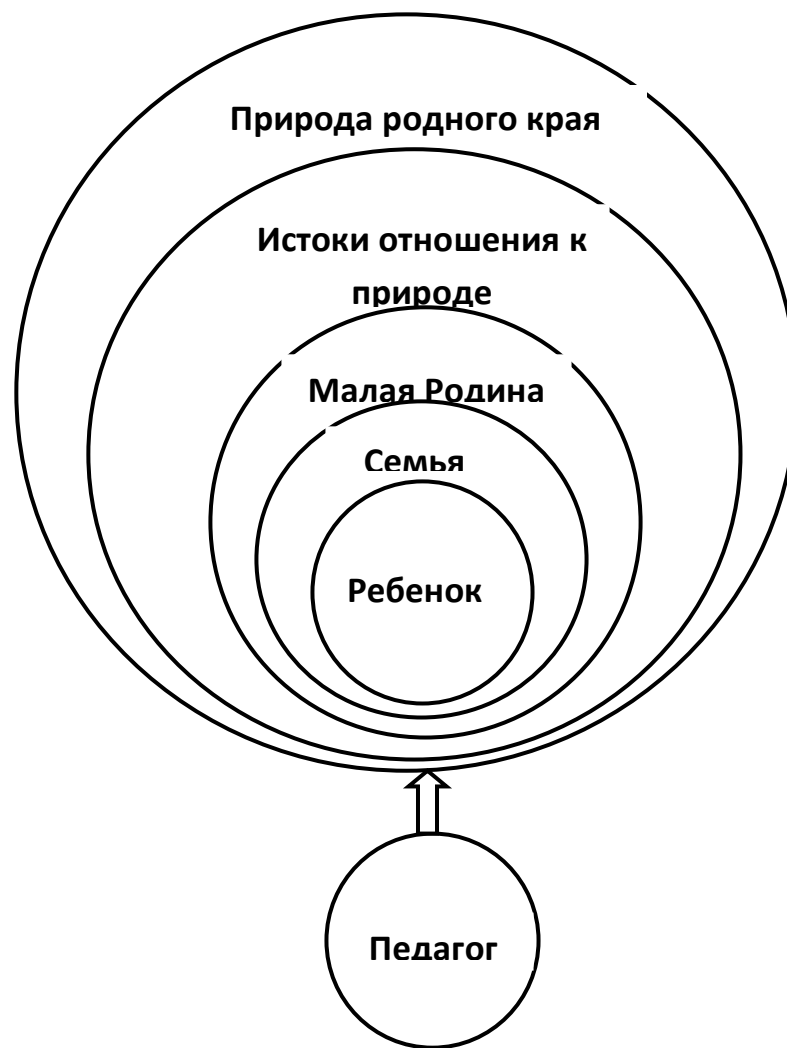 Природа родного края
Истоки отношения к
природе
Малая Родина
Семья
Ребенок
Педагог